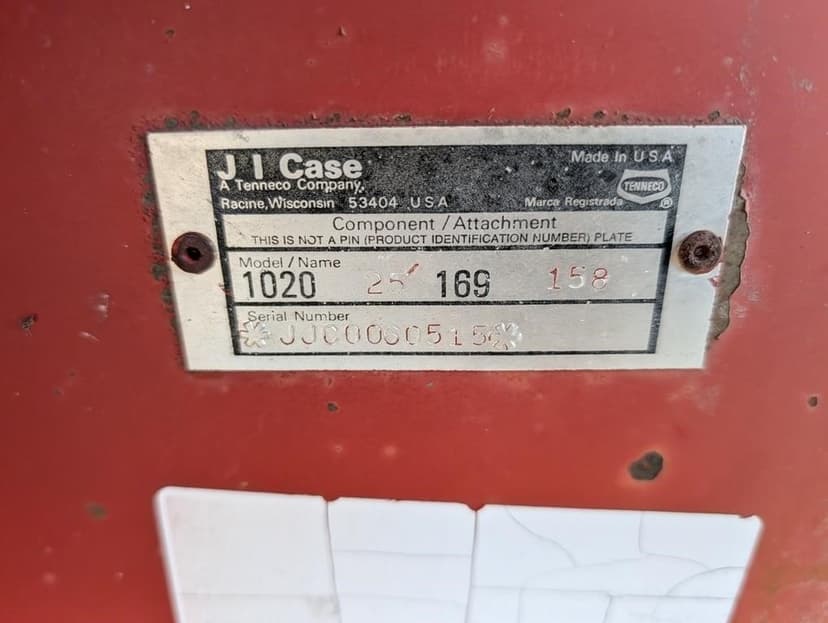 J I Case
A Tenneco Company
Racine, Wisconsin 53404 U S A
Made In U S A
TENNECO
Marca Registrada ®
Component / Attachment
THIS IS NOT A PIN (PRODUCT IDENTIFICATION NUMBER) PLATE
Model / Name
1020 25' 169 158
Serial Number